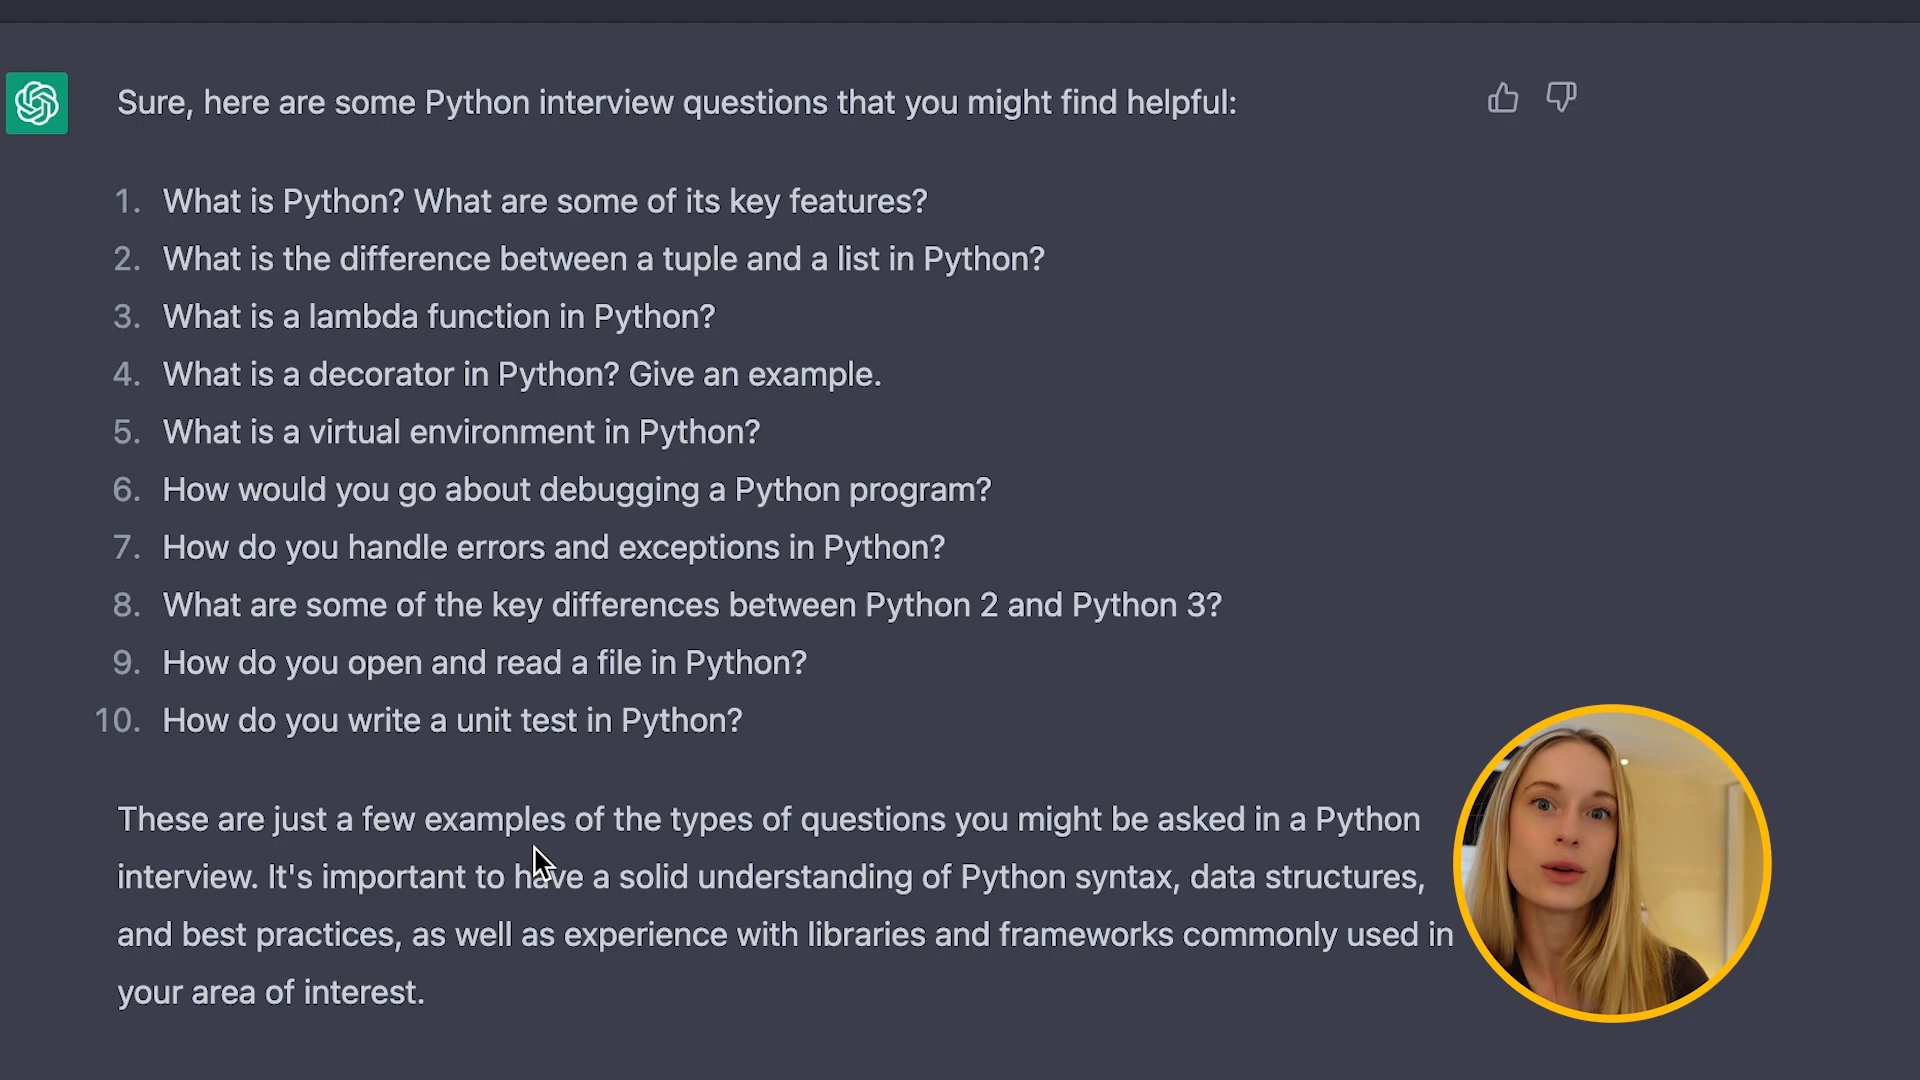 Sure, here are some Python interview questions that you might find helpful:
1. What is Python? What are some of its key features?
2. What is the difference between a tuple and a list in Python?
3. What is a lambda function in Python?
4. What is a decorator in Python? Give an example.
5. What is a virtual environment in Python?
6. How would you go about debugging a Python program?
7. How do you handle errors and exceptions in Python?
8. What are some of the key differences between Python 2 and Python 3?
9. How do you open and read a file in Python?
10. How do you write a unit test in Python?
These are just a few examples of the types of questions you might be asked in a Python
interview. It's important to have a solid understanding of Python syntax, data structures,
and best practices, as well as experience with libraries and frameworks commonly used in
your area of interest.